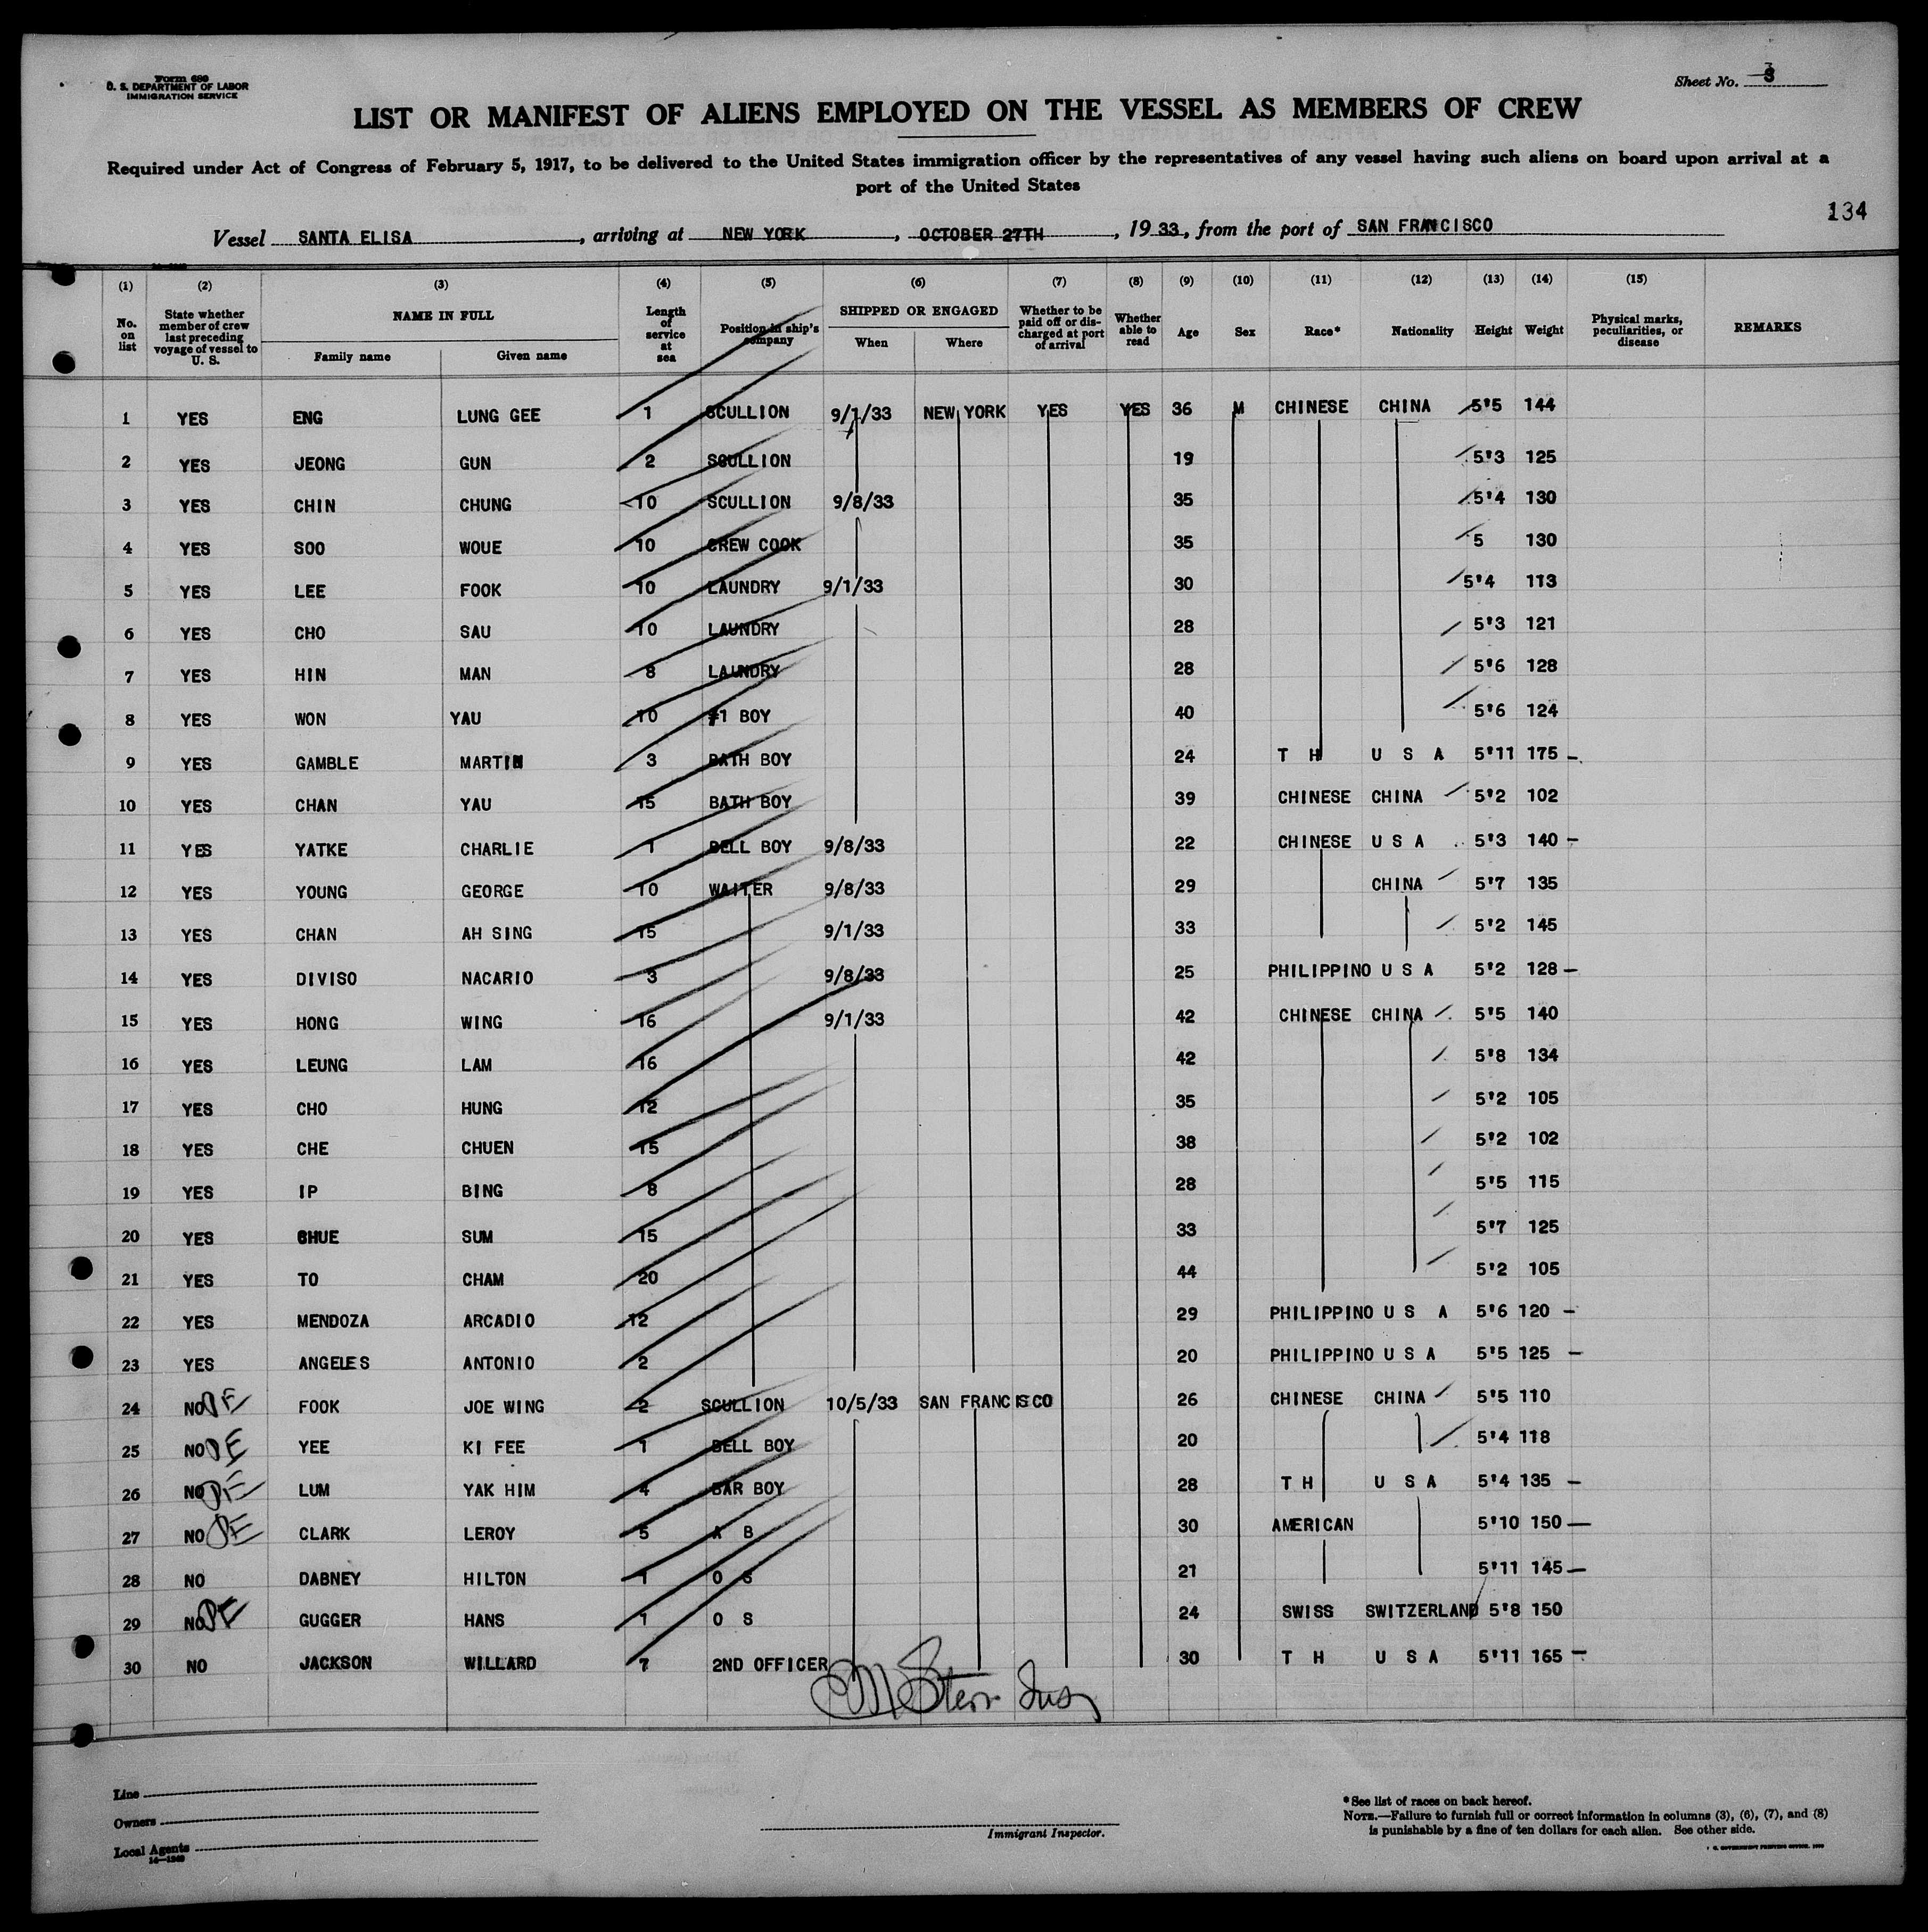 Form 680
U. S. DEPARTMENT OF LABOR
IMMIGRATION SERVICE
Sheet No. 3
LIST OR MANIFEST OF ALIENS EMPLOYED ON THE VESSEL AS MEMBERS OF CREW
Required under Act of Congress of February 5, 1917, to be delivered to the United States immigration officer by the representatives of any vessel having such aliens on board upon arrival at a
port of the United States
134
Vessel SANTA ELISA, arriving at NEW YORK, OCTOBER 27TH, 1933, from the port of SAN FRANCISCO
(1) (2) (3) (4) (5) (6) (7) (8) (9) (10) (11) (12) (13) (14) (15)
No. on list | State whether member of crew last preceding voyage of vessel to U. S. | NAME IN FULL Family name Given name | Length of service at sea | Position in ship's company | SHIPPED OR ENGAGED When Where | Whether to be paid off or discharged at port of arrival | Whether able to read | Age | Sex | Race* | Nationality | Height | Weight | Physical marks, peculiarities, or disease | REMARKS
1 YES ENG LUNG GEE 1 SCULLION 9/1/33 NEW YORK YES YES 36 M CHINESE CHINA 5'5 144
2 YES JEONG GUN 2 SCULLION 19 5'3 125
3 YES CHIN CHUNG 10 SCULLION 9/8/33 35 5'4 130
4 YES SOO WOUE 10 CREW COOK 35 5 130
5 YES LEE FOOK 10 LAUNDRY 9/1/33 30 5'4 113
6 YES CHO SAU 10 LAUNDRY 28 5'3 121
7 YES HIN MAN 8 LAUNDRY 28 5'6 128
8 YES WON YAU 10 #1 BOY 40 5'6 124
9 YES GAMBLE MARTIN 3 BATH BOY 24 T H U S A 5'11 175 -
10 YES CHAN YAU 15 BATH BOY 39 CHINESE CHINA 5'2 102
11 YES YATKE CHARLIE 1 BELL BOY 9/8/33 22 CHINESE U S A 5'3 140 -
12 YES YOUNG GEORGE 10 WAITER 9/8/33 29 CHINA 5'7 135
13 YES CHAN AH SING 15 9/1/33 33 5'2 145
14 YES DIVISO NACARIO 3 9/8/33 25 PHILIPPINO U S A 5'2 128 -
15 YES HONG WING 16 9/1/33 42 CHINESE CHINA 5'5 140
16 YES LEUNG LAM 16 42 5'8 134
17 YES CHO HUNG 12 35 5'2 105
18 YES CHE CHUEN 15 38 5'2 102
19 YES IP BING 8 28 5'5 115
20 YES CHUE SUM 15 33 5'7 125
21 YES TO CHAM 20 44 5'2 105
22 YES MENDOZA ARCADIO 12 29 PHILIPPINO U S A 5'6 120 -
23 YES ANGELES ANTONIO 2 20 PHILIPPINO U S A 5'5 125 -
24 NO FOOK JOE WING 2 SCULLION 10/5/33 SAN FRANCISCO 26 CHINESE CHINA 5'5 110
25 NO YEE KI FEE 1 BELL BOY 20 5'4 118
26 NO LUM YAK HIM 4 BAR BOY 28 T H U S A 5'4 135 -
27 NO CLARK LEROY 5 A B 30 AMERICAN 5'10 150 -
28 NO DABNEY HILTON 1 O S 21 5'11 145 -
29 NO GUGGER HANS 1 O S 24 SWISS SWITZERLAND 5'8 150
30 NO JACKSON WILLARD 7 2ND OFFICER 30 T H U S A 5'11 165 -
Line
Owners
Local Agents
Immigrant Inspector.
*See list of races on back hereof.
NOTE.—Failure to furnish full or correct information in columns (3), (6), (7), and (8)
is punishable by a fine of ten dollars for each alien. See other side.